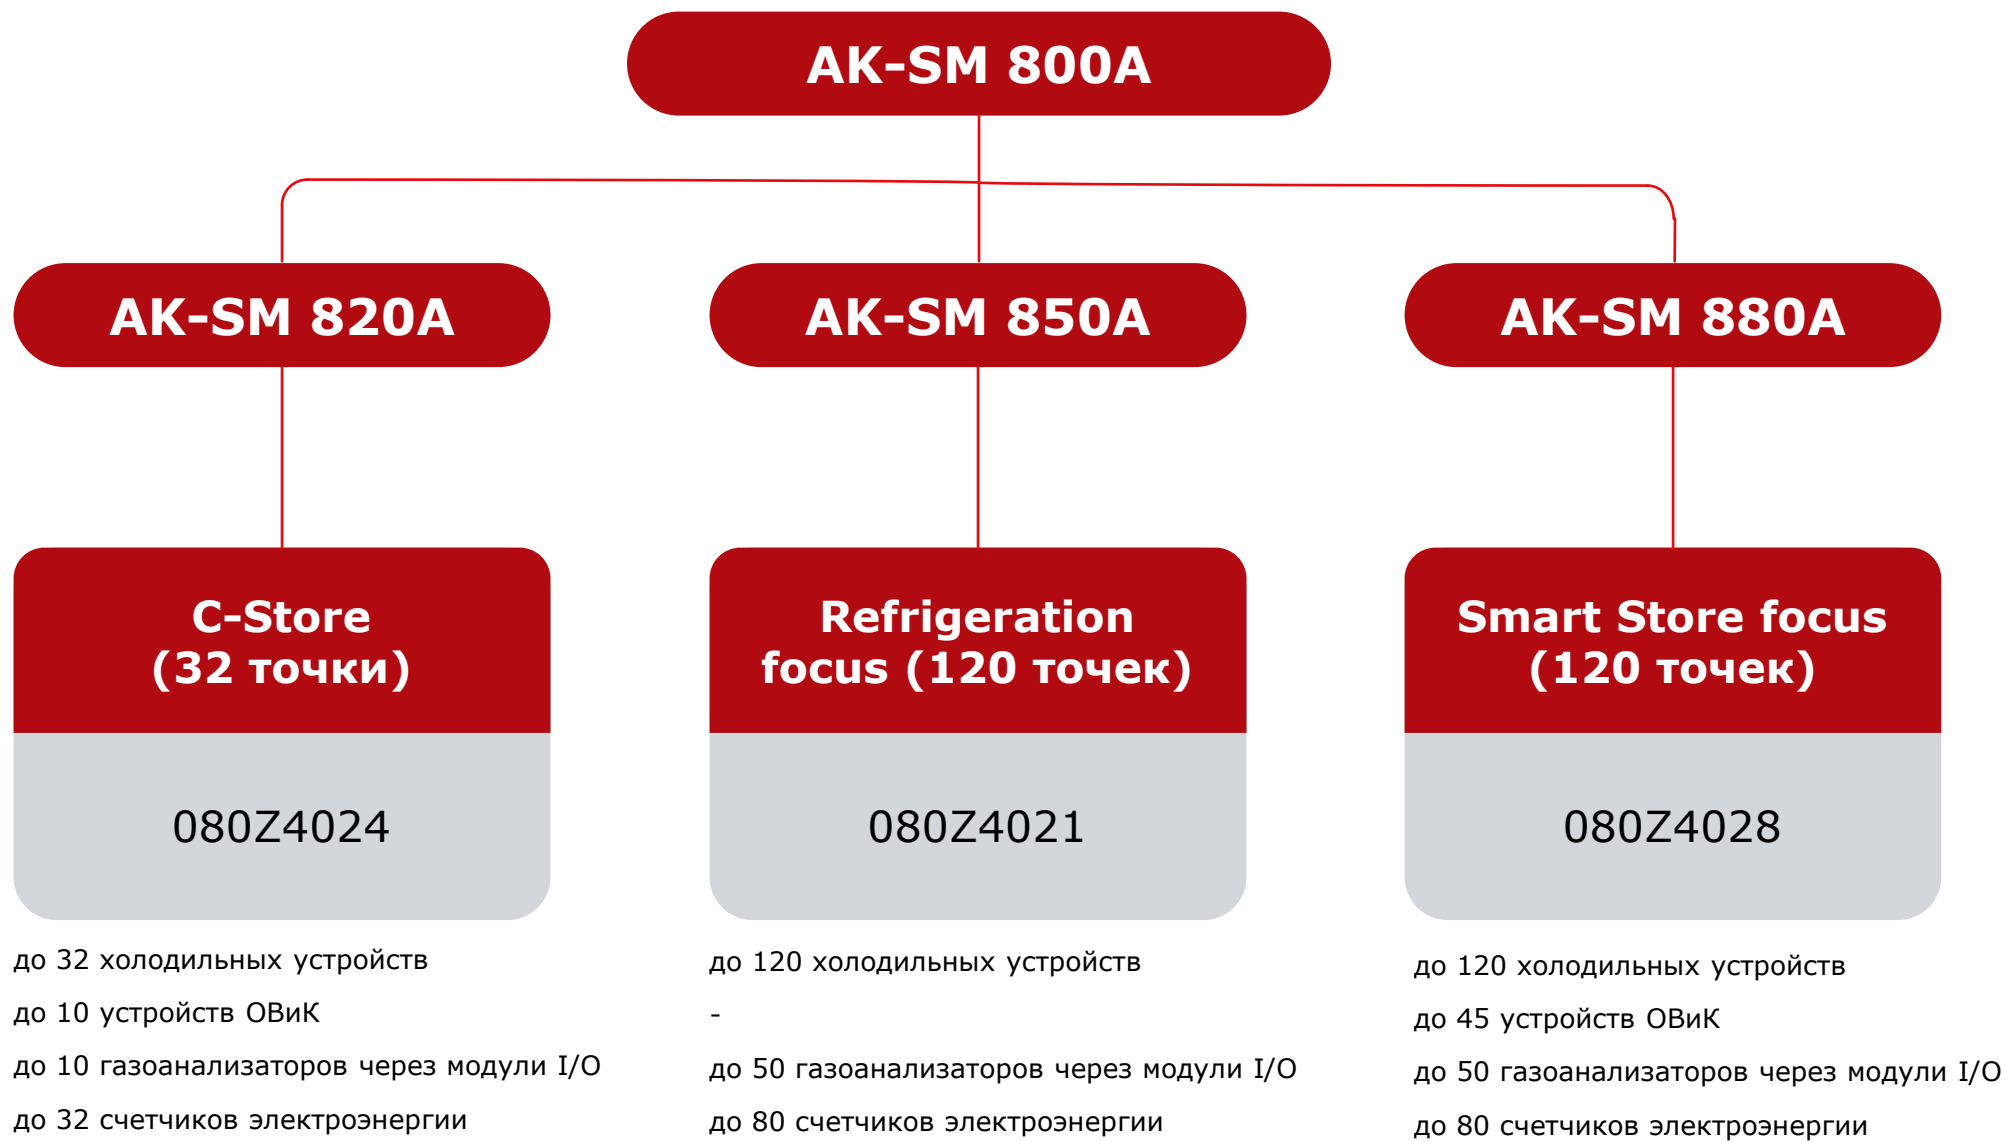 AK-SM 800A
AK-SM 820A
AK-SM 850A
AK-SM 880A
C-Store
(32 точки)
080Z4024
Refrigeration
focus (120 точек)
080Z4021
Smart Store focus
(120 точек)
080Z4028
до 32 холодильных устройств
до 10 устройств ОВиК
до 10 газоанализаторов через модули I/O
до 32 счетчиков электроэнергии
до 120 холодильных устройств
-
до 50 газоанализаторов через модули I/O
до 80 счетчиков электроэнергии
до 120 холодильных устройств
до 45 устройств ОВиК
до 50 газоанализаторов через модули I/O
до 80 счетчиков электроэнергии